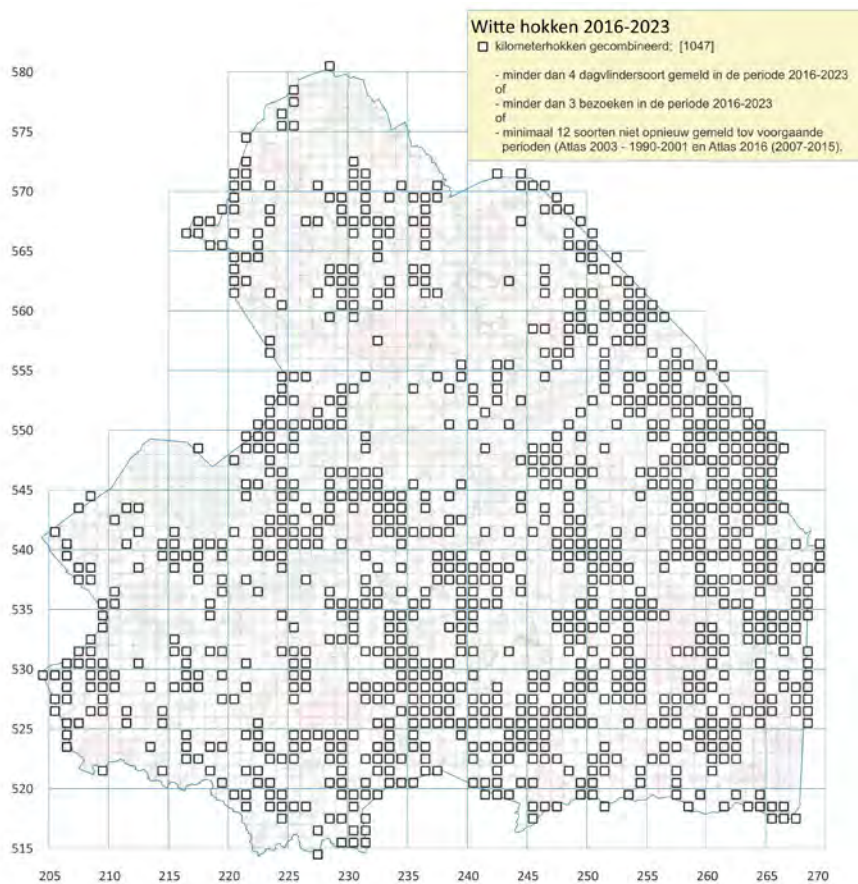 Witte hokken 2016-2023
kilometerhokken gecombineerd; [1047]
- minder dan 4 dagvlindersoort gemeld in de periode 2016-2023
of
- minder dan 3 bezoeken in de periode 2016-2023
of
- minimaal 12 soorten niet opnieuw gemeld tov voorgaande
perioden (Atlas 2003 - 1990-2001 en Atlas 2016 (2007-2015).
580
575
570
565
560
555
550
545
540
535
530
525
520
515
205 210 215 220 225 230 235 240 245 250 255 260 265 270